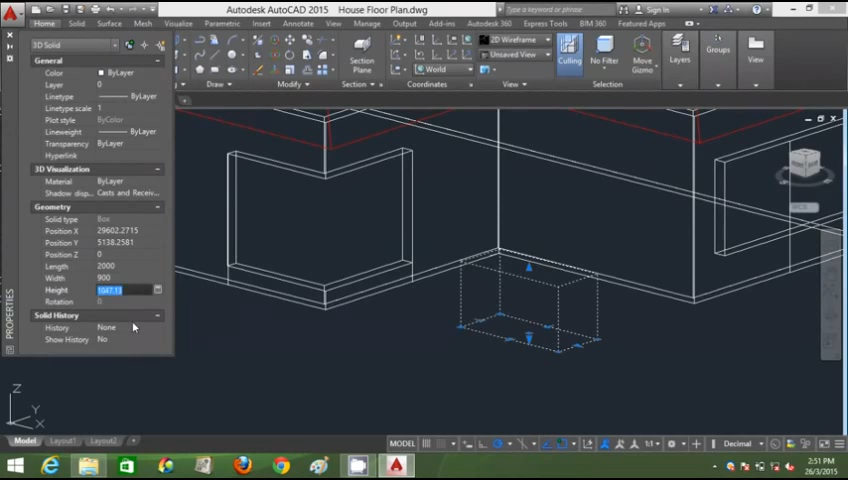 Autodesk AutoCAD 2015 House Floor Plan.dwg
Type a keyword or phrase
Sign In
Home Solid Surface Mesh Visualize Parametric Insert Annotate View Manage Output Autodesk 360 Express Tools BIM 360 Featured Apps
3D Solid
2D Wireframe
Unsaved View
World
Section Plane
Culling
No Filter
Move Gizmo
Layers
Groups
View
Draw
Modify
Coordinates
View
Selection
General
Color ByLayer
Layer 0
Linetype ByLayer
Linetype scale 1
Plot style ByColor
Lineweight ByLayer
Transparency ByLayer
Hyperlink
3D Visualization
Material ByLayer
Shadow disp... Casts and Receiv...
Geometry
Solid type Box
Position X 29602.2715
Position Y 5138.2581
Position Z 0
Length 2000
Width 900
Height 1047.13
Rotation 0
Solid History
History None
Show History No
PROPERTIES
WCS
Z
Y
X
Model Layout1 Layout2 +
MODEL
1:1
Decimal
2:51 PM
26/3/2015